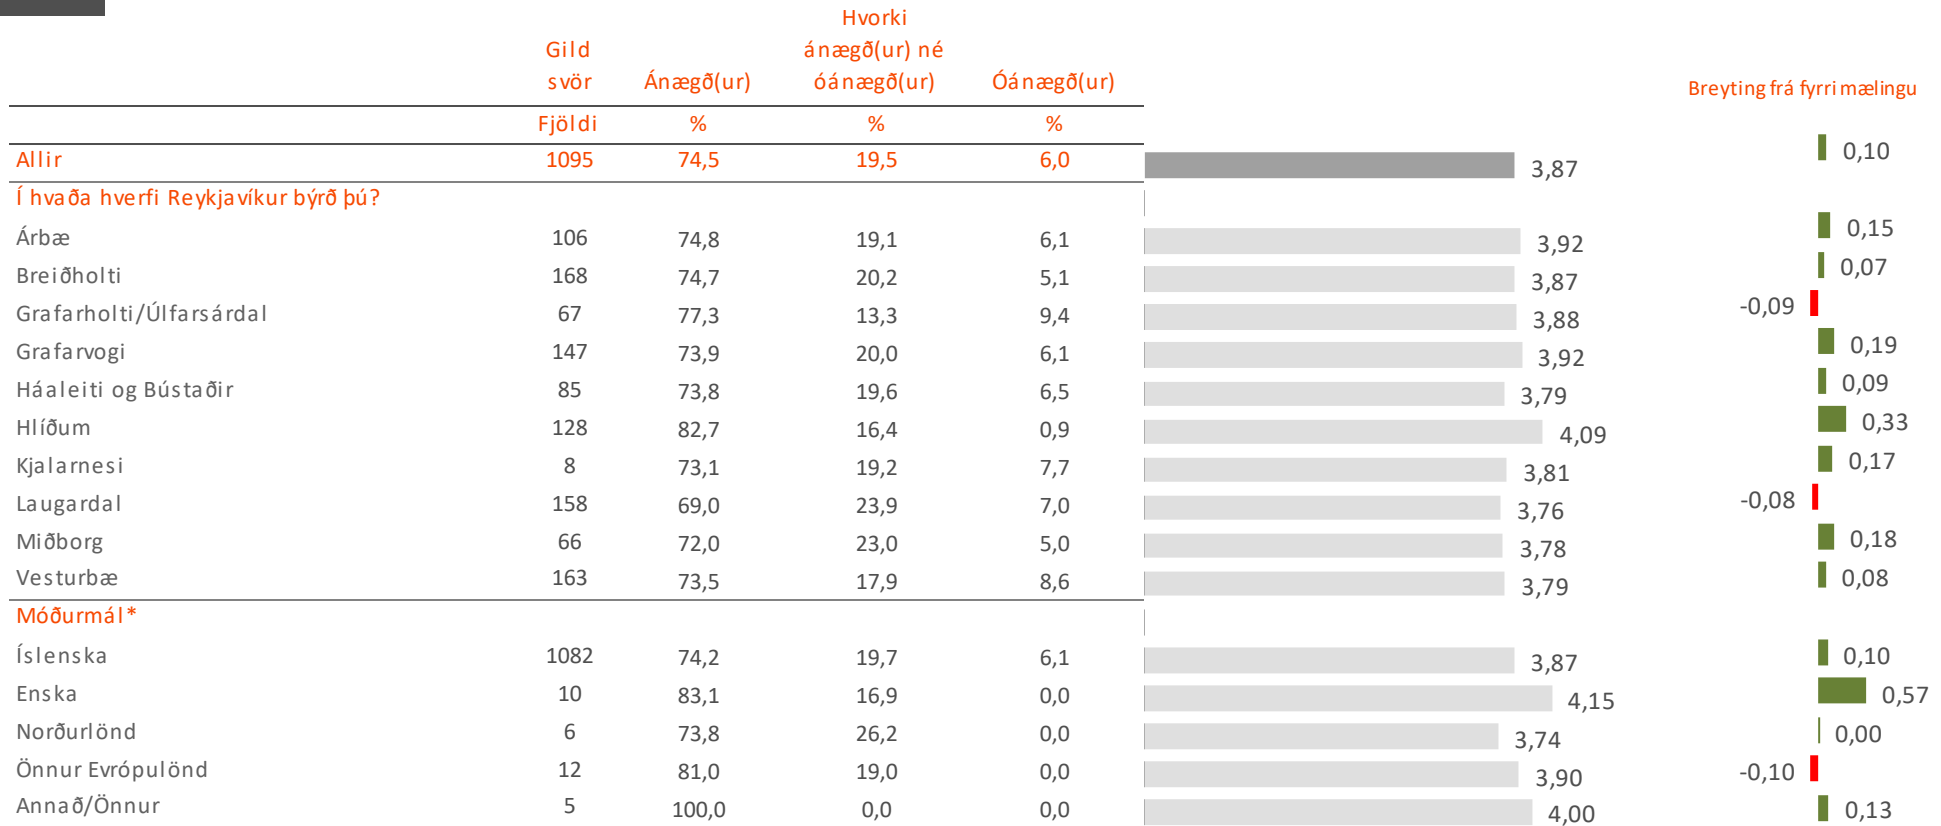 Hvorki
Gild ánægð(ur) né
svör Ánægð(ur) óánægð(ur) Óánægð(ur) Breyting frá fyrri mælingu
Fjöldi % % %
Allir 1095 74,5 19,5 6,0 3,87 0,10
Í hvaða hverfi Reykjavíkur býrð þú?
Árbæ 106 74,8 19,1 6,1 3,92 0,15
Breiðholti 168 74,7 20,2 5,1 3,87 0,07
Grafarholti/Úlfarsárdal 67 77,3 13,3 9,4 3,88 -0,09
Grafarvogi 147 73,9 20,0 6,1 3,92 0,19
Háaleiti og Bústaðir 85 73,8 19,6 6,5 3,79 0,09
Hlíðum 128 82,7 16,4 0,9 4,09 0,33
Kjalarnesi 8 73,1 19,2 7,7 3,81 0,17
Laugardal 158 69,0 23,9 7,0 3,76 -0,08
Miðborg 66 72,0 23,0 5,0 3,78 0,18
Vesturbæ 163 73,5 17,9 8,6 3,79 0,08
Móðurmál*
Íslenska 1082 74,2 19,7 6,1 3,87 0,10
Enska 10 83,1 16,9 0,0 4,15 0,57
Norðurlönd 6 73,8 26,2 0,0 3,74 0,00
Önnur Evrópulönd 12 81,0 19,0 0,0 3,90 -0,10
Annað/Önnur 5 100,0 0,0 0,0 4,00 0,13